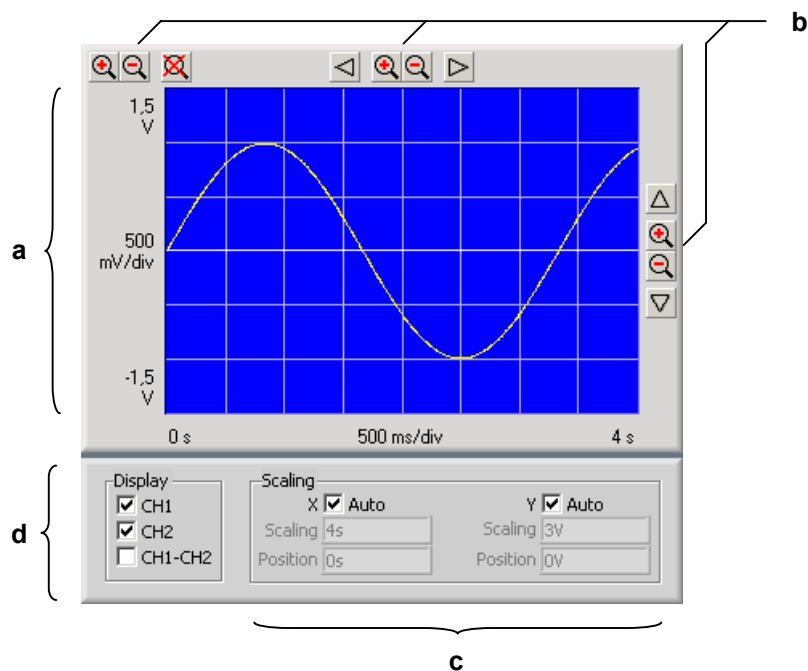 b
1,5
V
a
500
mV/div
-1,5
V
0 s 500 ms/div 4 s
d
Display
CH1
CH2
CH1-CH2
Scaling
X Auto
Scaling 4s
Position 0s
Y Auto
Scaling 3V
Position 0V
c